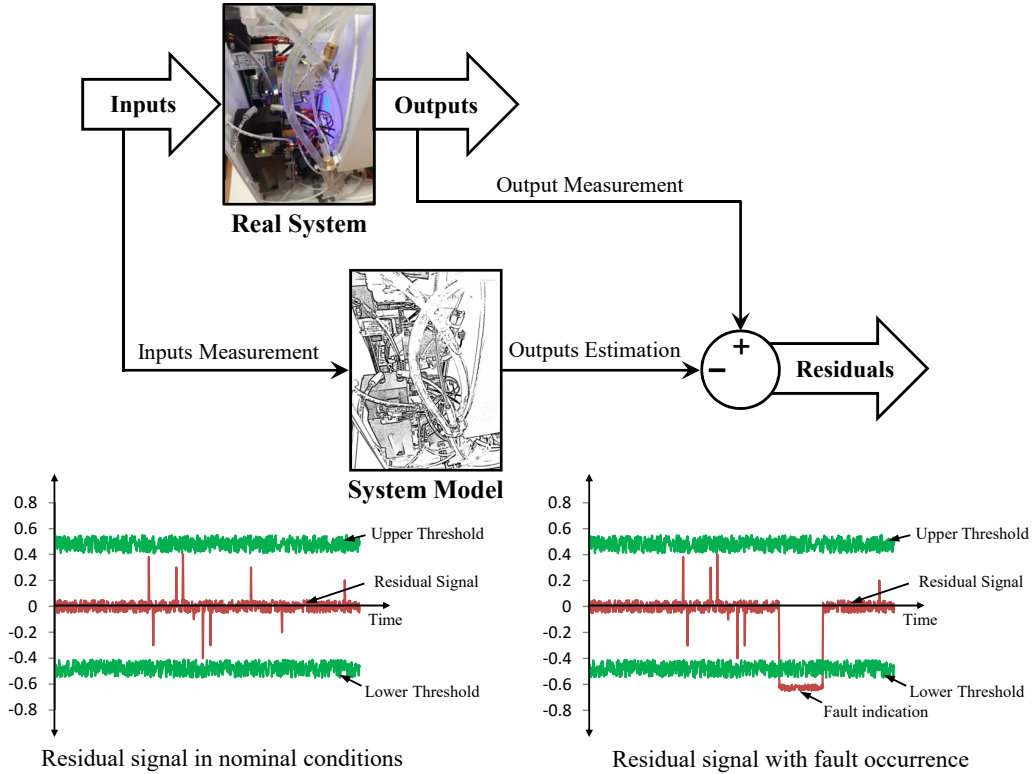 Inputs
Outputs
Real System
Output Measurement
Inputs Measurement
Outputs Estimation
+
−
Residuals
System Model
0.8
0.6
0.4
0.2
0
-0.2
-0.4
-0.6
-0.8
Upper Threshold
Residual Signal
Time
Lower Threshold
Residual signal in nominal conditions
0.8
0.6
0.4
0.2
0
-0.2
-0.4
-0.6
-0.8
Upper Threshold
Residual Signal
Time
Lower Threshold
Fault indication
Residual signal with fault occurrence